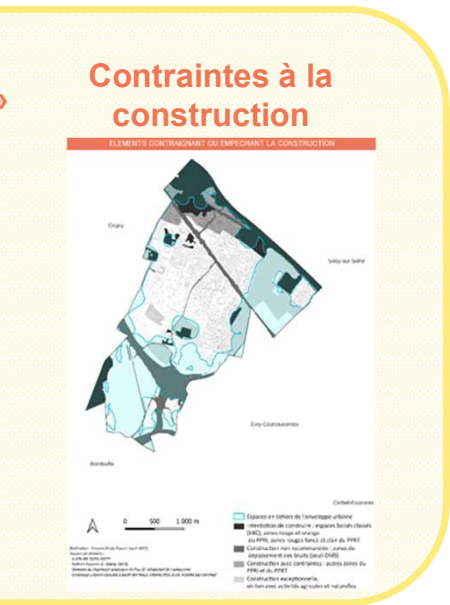 »
Contraintes à la
construction
ELEMENTS CONTRAIGNANT OU EMPECHANT LA CONSTRUCTION
Grigny
Soisy-sur-Seine
Evry-Courcouronnes
Bondoufle
Corbeil-Essonnes
0 500 1 000 m
Espaces en dehors de l'enveloppe urbaine
Interdiction de construire : espaces boisés classés
(EBC), zones rouge et orange
du PPRI, zones rouges foncé et clair du PPRT
Construction non recommandée : zones de
dépassement des bruits (seuil OMS)
Construction avec contraintes : autres zones du
PPRI et du PPRT
Construction exceptionnelle,
en lien avec activités agricoles et naturelles